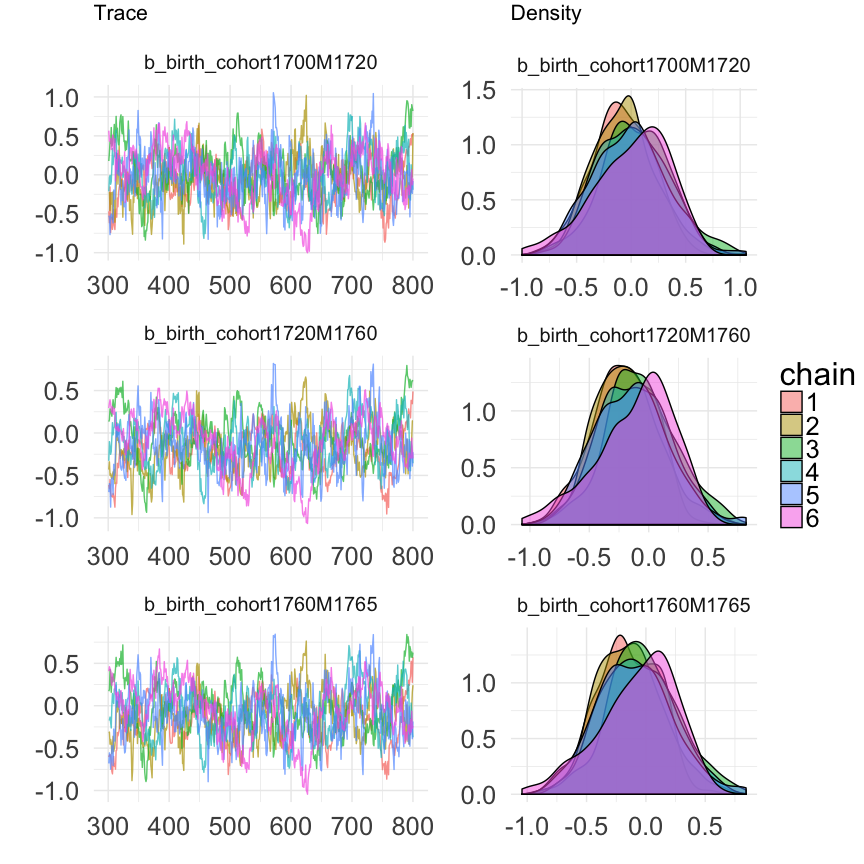 Trace
Density
b_birth_cohort1700M1720
b_birth_cohort1700M1720
1.0
0.5
0.0
-0.5
-1.0
300 400 500 600 700 800
1.5
1.0
0.5
0.0
-1.0 -0.5 0.0 0.5 1.0
b_birth_cohort1720M1760
b_birth_cohort1720M1760
0.5
0.0
-0.5
-1.0
300 400 500 600 700 800
1.0
0.5
0.0
-1.0 -0.5 0.0 0.5
b_birth_cohort1760M1765
b_birth_cohort1760M1765
0.5
0.0
-0.5
-1.0
300 400 500 600 700 800
1.0
0.5
0.0
-1.0 -0.5 0.0 0.5
chain
1
2
3
4
5
6